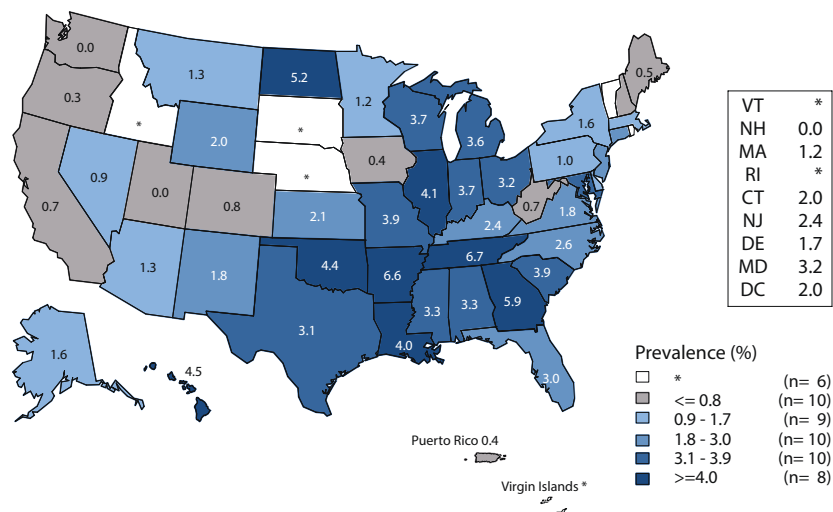 0.0
0.5
1.3
5.2
1.2
0.3
*
3.7
1.6
2.0
*
3.6
1.0
0.4
*
0.9
0.0
0.8
4.1
3.7
3.2
0.7
0.7
2.1
3.9
2.4
1.8
2.6
1.3
1.8
4.4
6.6
6.7
3.9
3.1
3.3
3.3
5.9
4.0
3.0
1.6
4.5
Puerto Rico 0.4
Virgin Islands *
VT *
NH 0.0
MA 1.2
RI *
CT 2.0
NJ 2.4
DE 1.7
MD 3.2
DC 2.0
Prevalence (%)
* (n= 6)
<= 0.8 (n= 10)
0.9 - 1.7 (n= 9)
1.8 - 3.0 (n= 10)
3.1 - 3.9 (n= 10)
>=4.0 (n= 8)